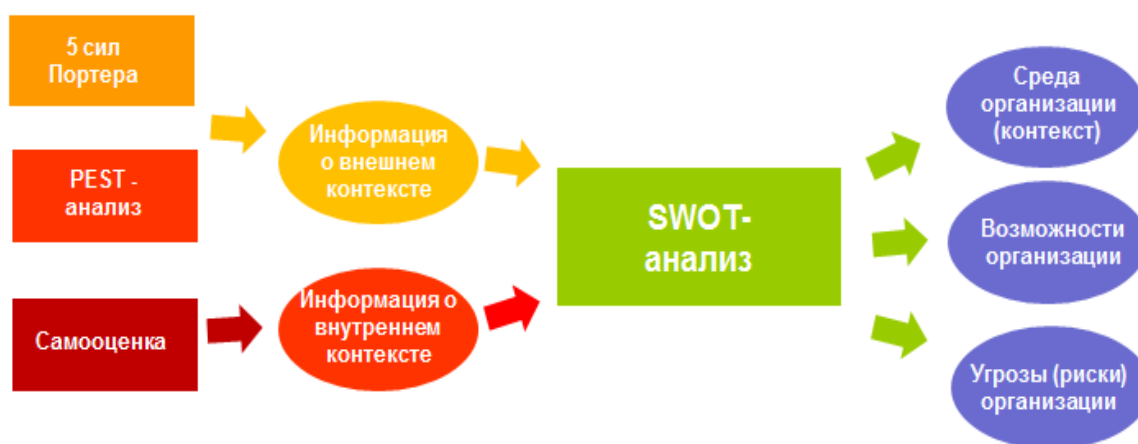 5 сил
Портера
PEST -
анализ
Самооценка
Информация
о внешнем
контексте
Информация о
внутреннем
контексте
SWOT-
анализ
Среда
организации
(контекст)
Возможности
организации
Угрозы (риски)
организации